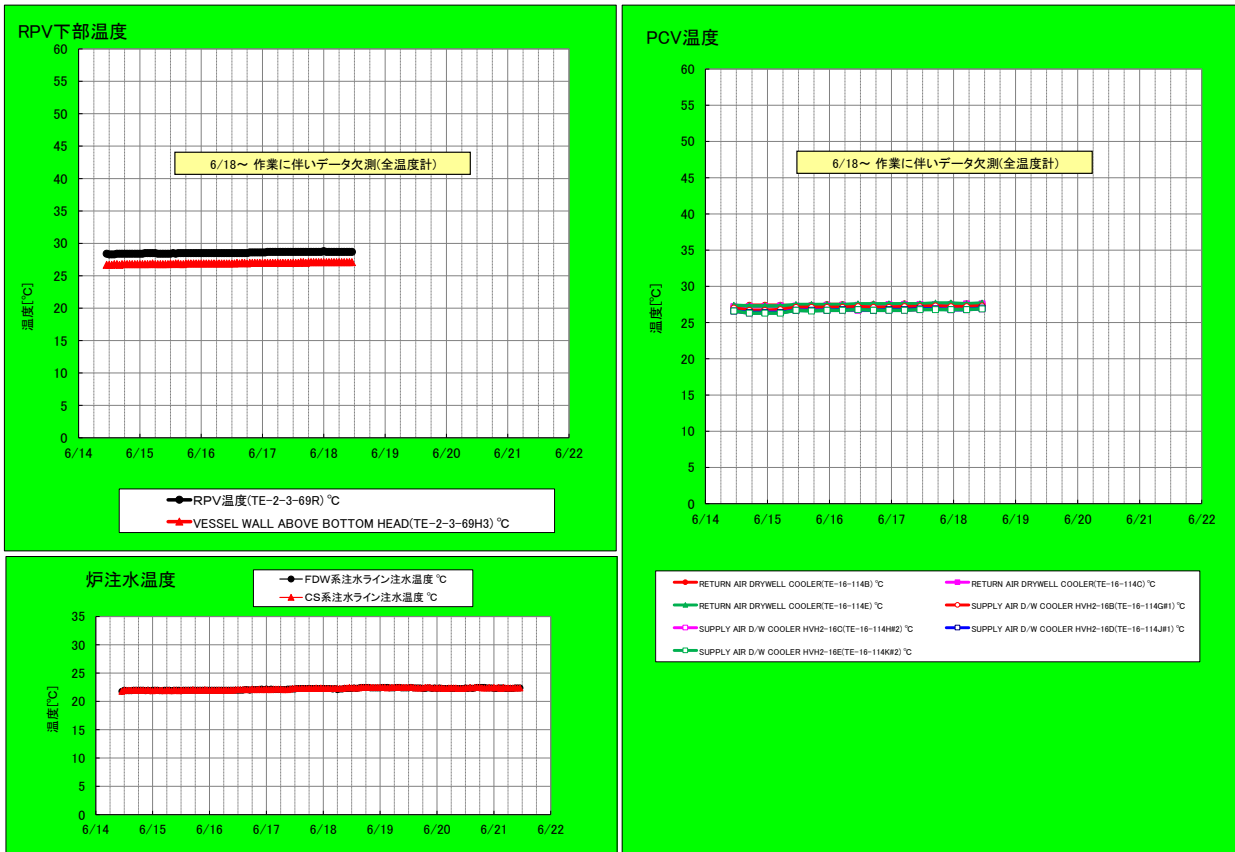 RPV下部温度
60
55
50
45
40
35
30
25
20
15
10
5
0
温度[℃]
6/18～ 作業に伴いデータ欠測(全温度計)
6/14 6/15 6/16 6/17 6/18 6/19 6/20 6/21 6/22
RPV温度(TE-2-3-69R) ℃
VESSEL WALL ABOVE BOTTOM HEAD(TE-2-3-69H3) ℃
炉注水温度
FDW系注水ライン注水温度 ℃
CS系注水ライン注水温度 ℃
35
30
25
20
15
10
5
0
温度[℃]
6/14 6/15 6/16 6/17 6/18 6/19 6/20 6/21 6/22
PCV温度
60
55
50
45
40
35
30
25
20
15
10
5
0
温度[℃]
6/18～ 作業に伴いデータ欠測(全温度計)
6/14 6/15 6/16 6/17 6/18 6/19 6/20 6/21 6/22
RETURN AIR DRYWELL COOLER(TE-16-114B) ℃
RETURN AIR DRYWELL COOLER(TE-16-114C) ℃
RETURN AIR DRYWELL COOLER(TE-16-114E) ℃
SUPPLY AIR D/W COOLER HVH2-16B(TE-16-114G#1) ℃
SUPPLY AIR D/W COOLER HVH2-16C(TE-16-114H#2) ℃
SUPPLY AIR D/W COOLER HVH2-16D(TE-16-114J#1) ℃
SUPPLY AIR D/W COOLER HVH2-16E(TE-16-114K#2) ℃